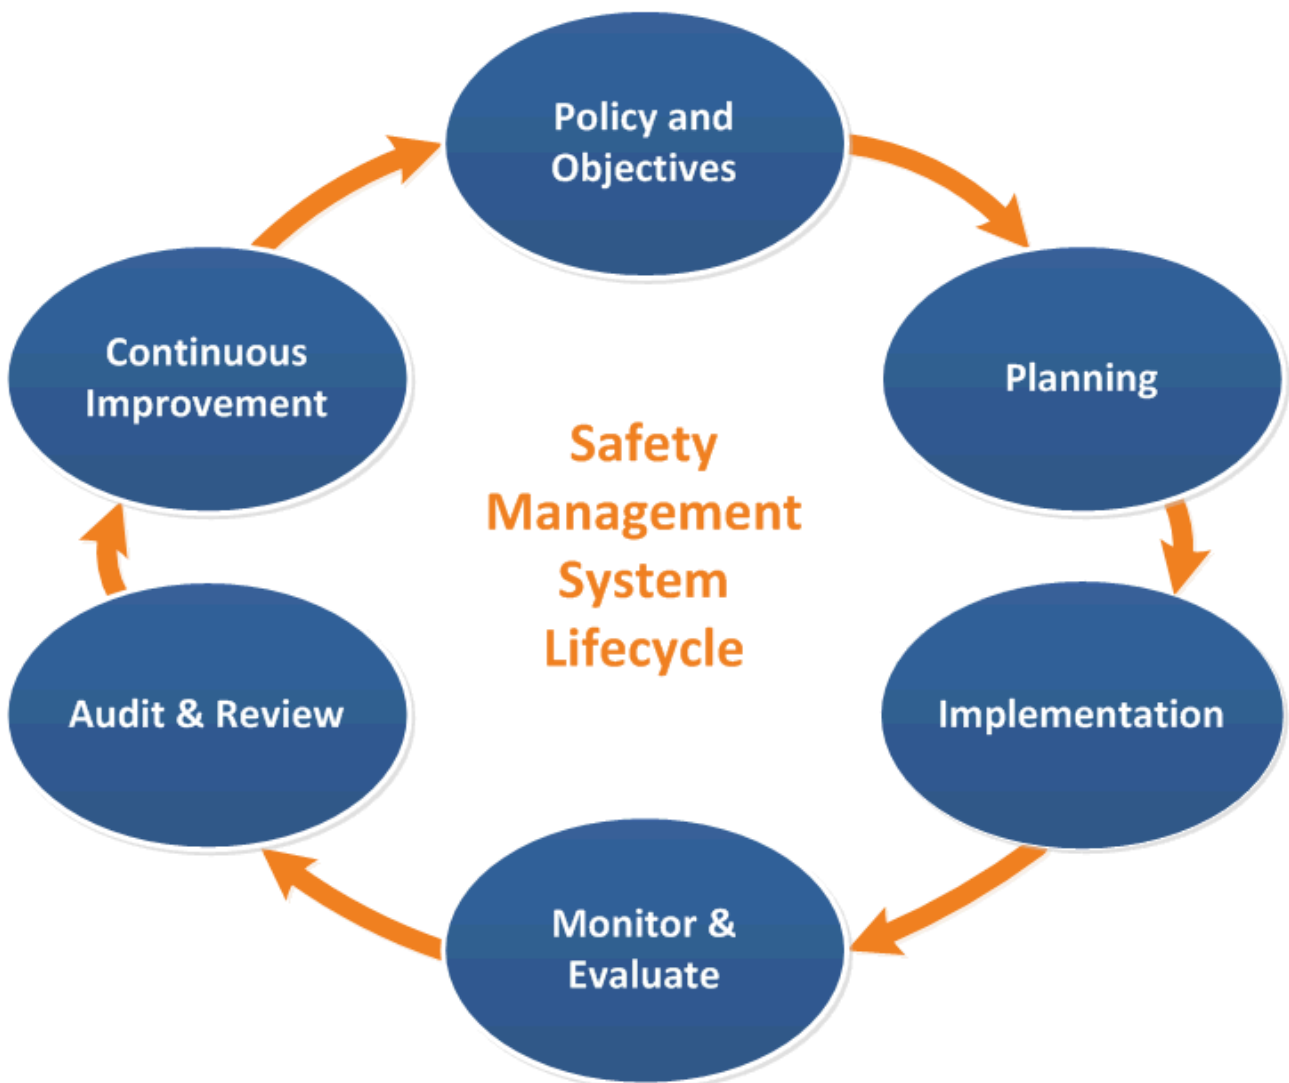 Policy and
Objectives
Planning
Implementation
Monitor &
Evaluate
Audit & Review
Continuous
Improvement
Safety
Management
System
Lifecycle